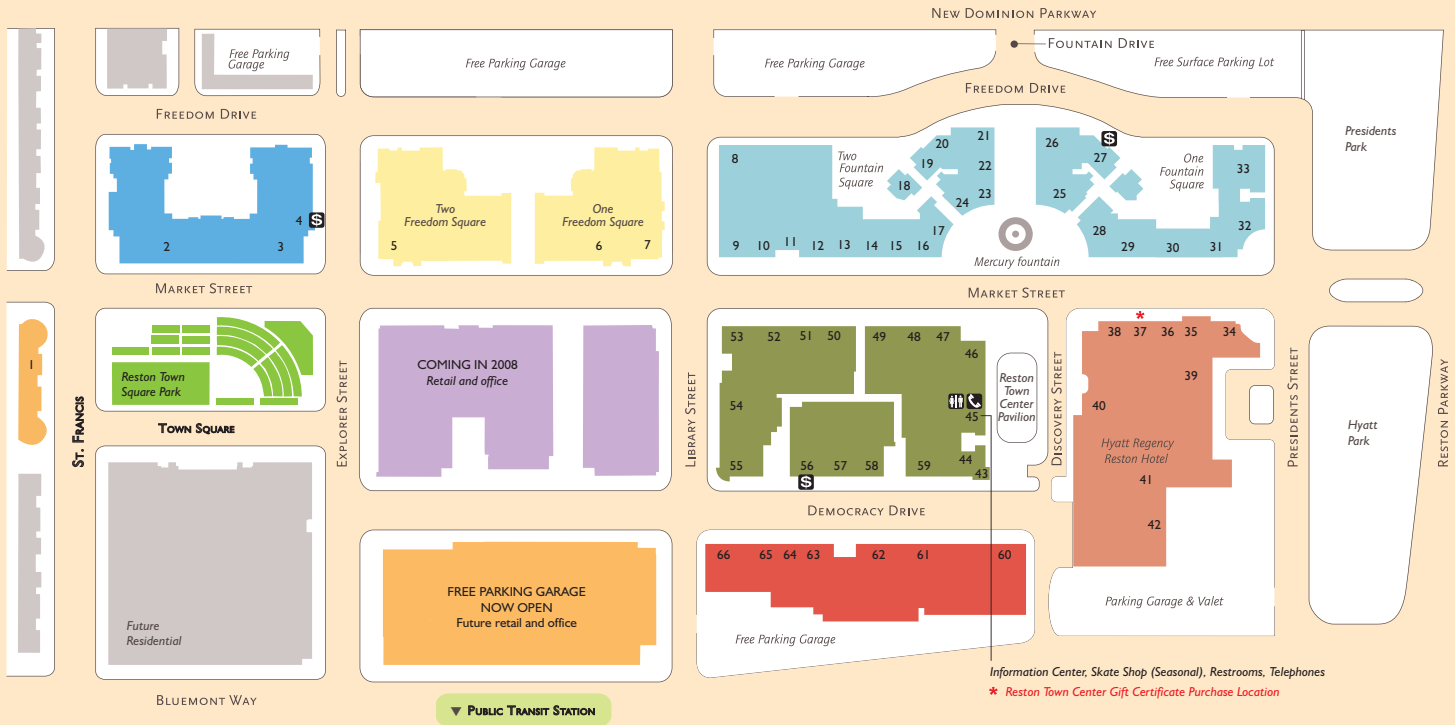 NEW DOMINION PARKWAY
FOUNTAIN DRIVE
Free Parking
Garage
Free Parking Garage
Free Parking Garage
Free Surface Parking Lot
FREEDOM DRIVE
FREEDOM DRIVE
Presidents
Park
2
3
4
$
Two
Freedom Square
5
One
Freedom Square
6
7
8
9
10
11
12
13
14
15
16
17
Two
Fountain
Square
18
19
20
21
22
23
24
25
26
27
$
One
Fountain
Square
28
29
30
31
32
33
Mercury fountain
MARKET STREET
MARKET STREET
1
ST. FRANCIS
Reston Town
Square Park
TOWN SQUARE
EXPLORER STREET
COMING IN 2008
Retail and office
LIBRARY STREET
53
52
51
50
49
48
47
46
54
45
55
56
$
57
58
59
44
43
Reston
Town
Center
Pavilion
DISCOVERY STREET
*
38
37
36
35
34
39
40
Hyatt Regency
Reston Hotel
41
42
Parking Garage & Valet
PRESIDENTS STREET
Hyatt
Park
RESTON PARKWAY
DEMOCRACY DRIVE
Future
Residential
FREE PARKING GARAGE
NOW OPEN
Future retail and office
66
65
64
63
62
61
60
Free Parking Garage
Information Center, Skate Shop (Seasonal), Restrooms, Telephones
* Reston Town Center Gift Certificate Purchase Location
BLUEMONT WAY
▼ PUBLIC TRANSIT STATION